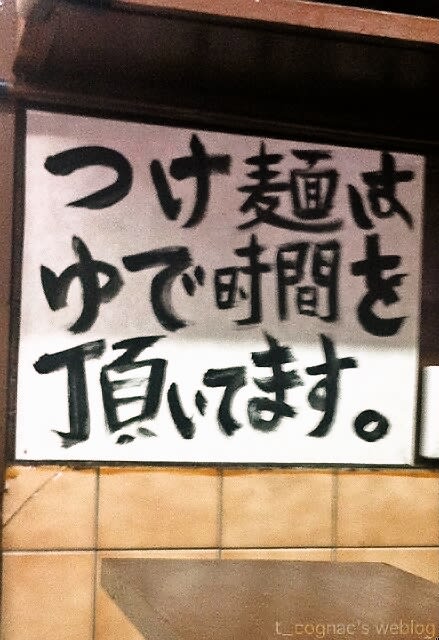 つけ麺は
ゆで時間を
頂いてます。
t_cognac's weblog